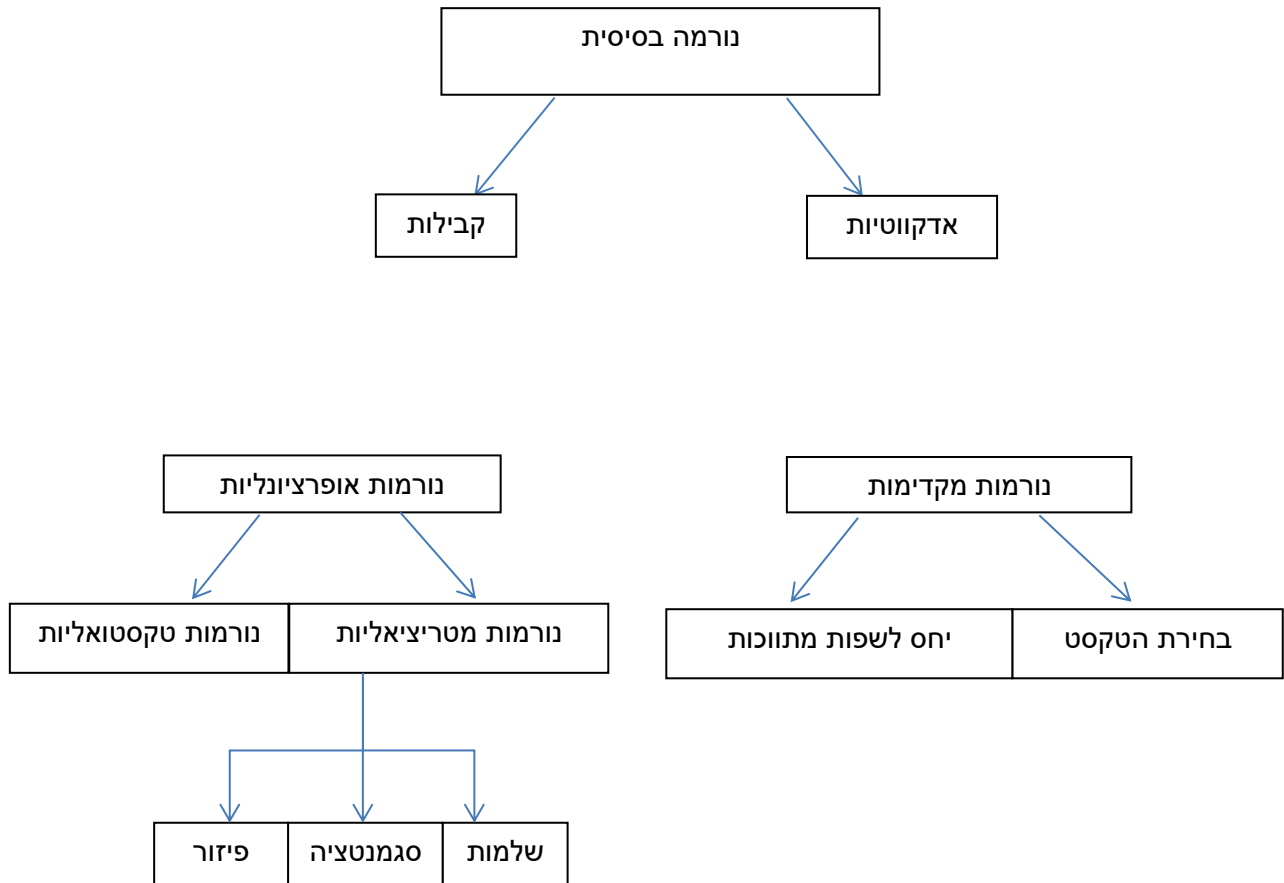 נורמה בסיסית
אדקווטיות
קבילות
נורמות מקדימות
נורמות אופרציונליות
בחירת הטקסט
יחס לשפות מתווכות
נורמות מטריציאליות
נורמות טקסטואליות
שלמות
סגמנטציה
פיזור